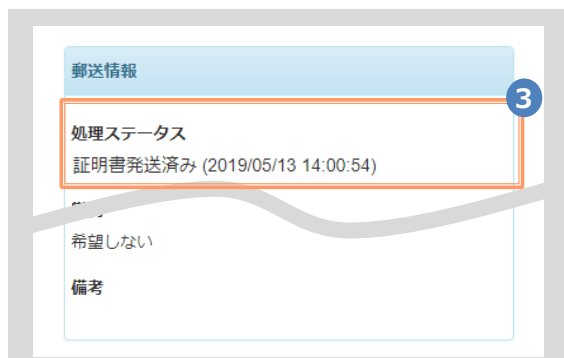 郵送情報
3
処理ステータス
証明書発送済み (2019/05/13 14:00:54)
希望しない
備考